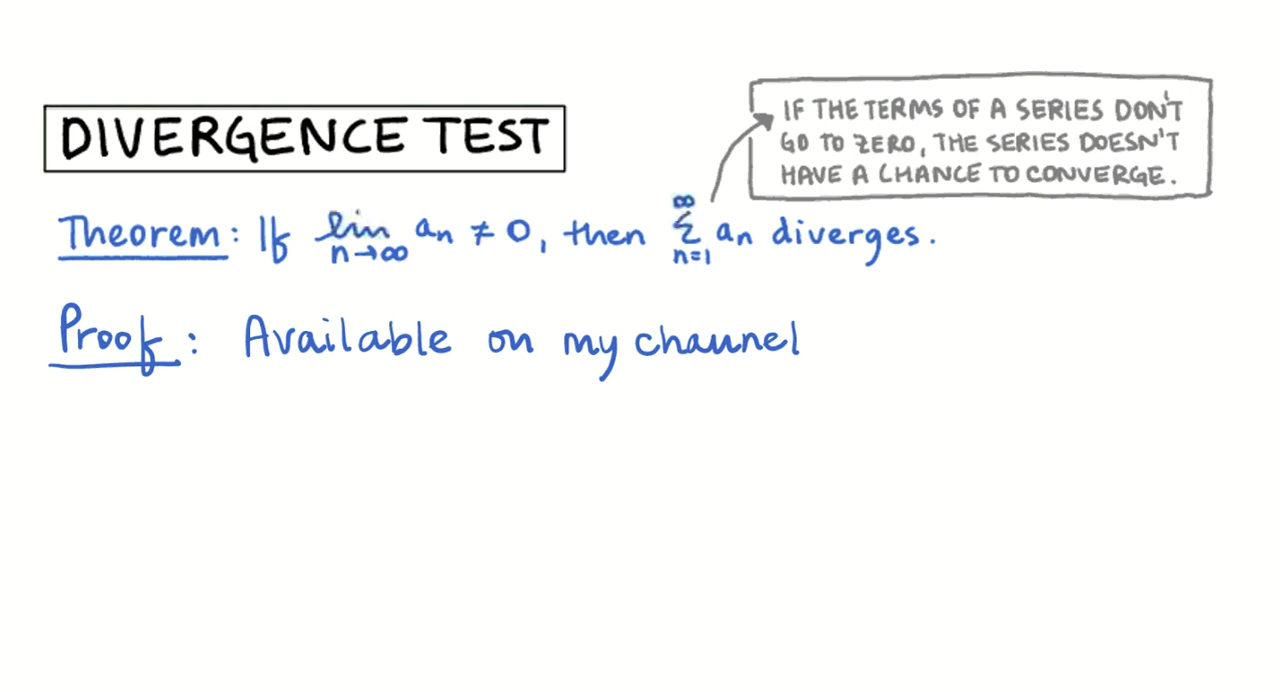 DIVERGENCE TEST
IF THE TERMS OF A SERIES DON'T
GO TO ZERO, THE SERIES DOESN'T
HAVE A CHANCE TO CONVERGE.
Theorem: If lim n→∞ an ≠ 0, then ∞ Σ n=1 an diverges.
Proof: Available on my channel